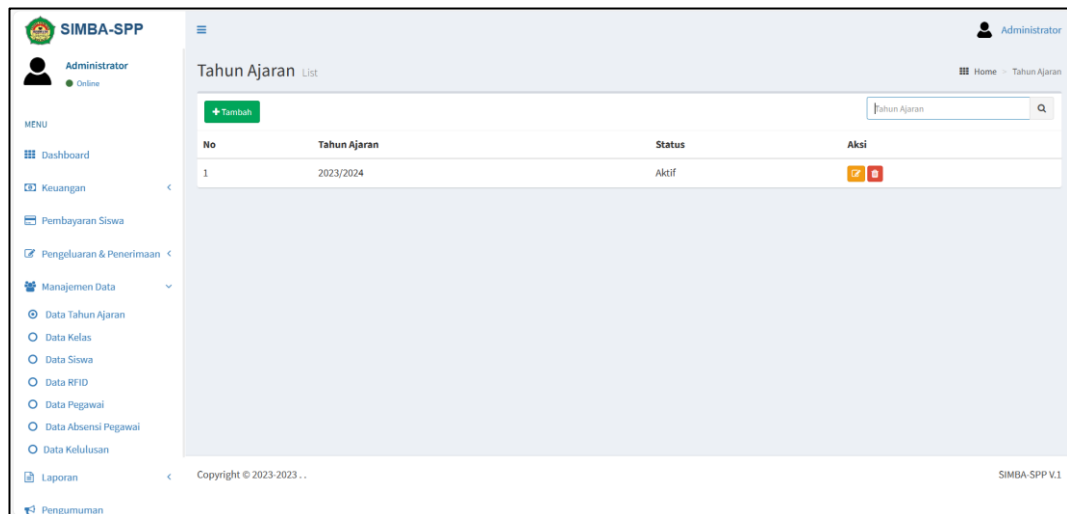 SIMBA-SPP
Administrator
Administrator
Online
Tahun Ajaran List
Home > Tahun Ajaran
MENU
Dashboard
Keuangan
Pembayaran Siswa
Pengeluaran & Penerimaan
Manajemen Data
Data Tahun Ajaran
Data Kelas
Data Siswa
Data RFID
Data Pegawai
Data Absensi Pegawai
Data Kelulusan
Laporan
Pengumuman
+ Tambah
Tahun Ajaran
No Tahun Ajaran Status Aksi
1 2023/2024 Aktif
Copyright © 2023-2023 . .
SIMBA-SPP V.1